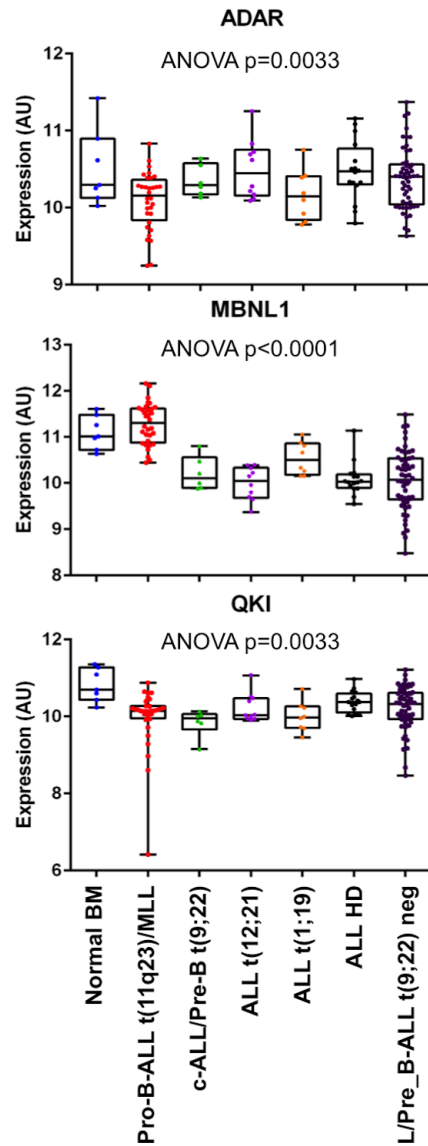 ADAR
ANOVA p=0.0033
Expression (AU)
12
11
10
9
MBNL1
ANOVA p<0.0001
Expression (AU)
13
12
11
10
9
8
QKI
ANOVA p=0.0033
Expression (AU)
12
10
8
6
Normal BM
Pro-B-ALL t(11q23)/MLL
c-ALL/Pre-B t(9;22)
ALL t(12;21)
ALL t(1;19)
ALL HD
L/Pre_B-ALL t(9;22) neg